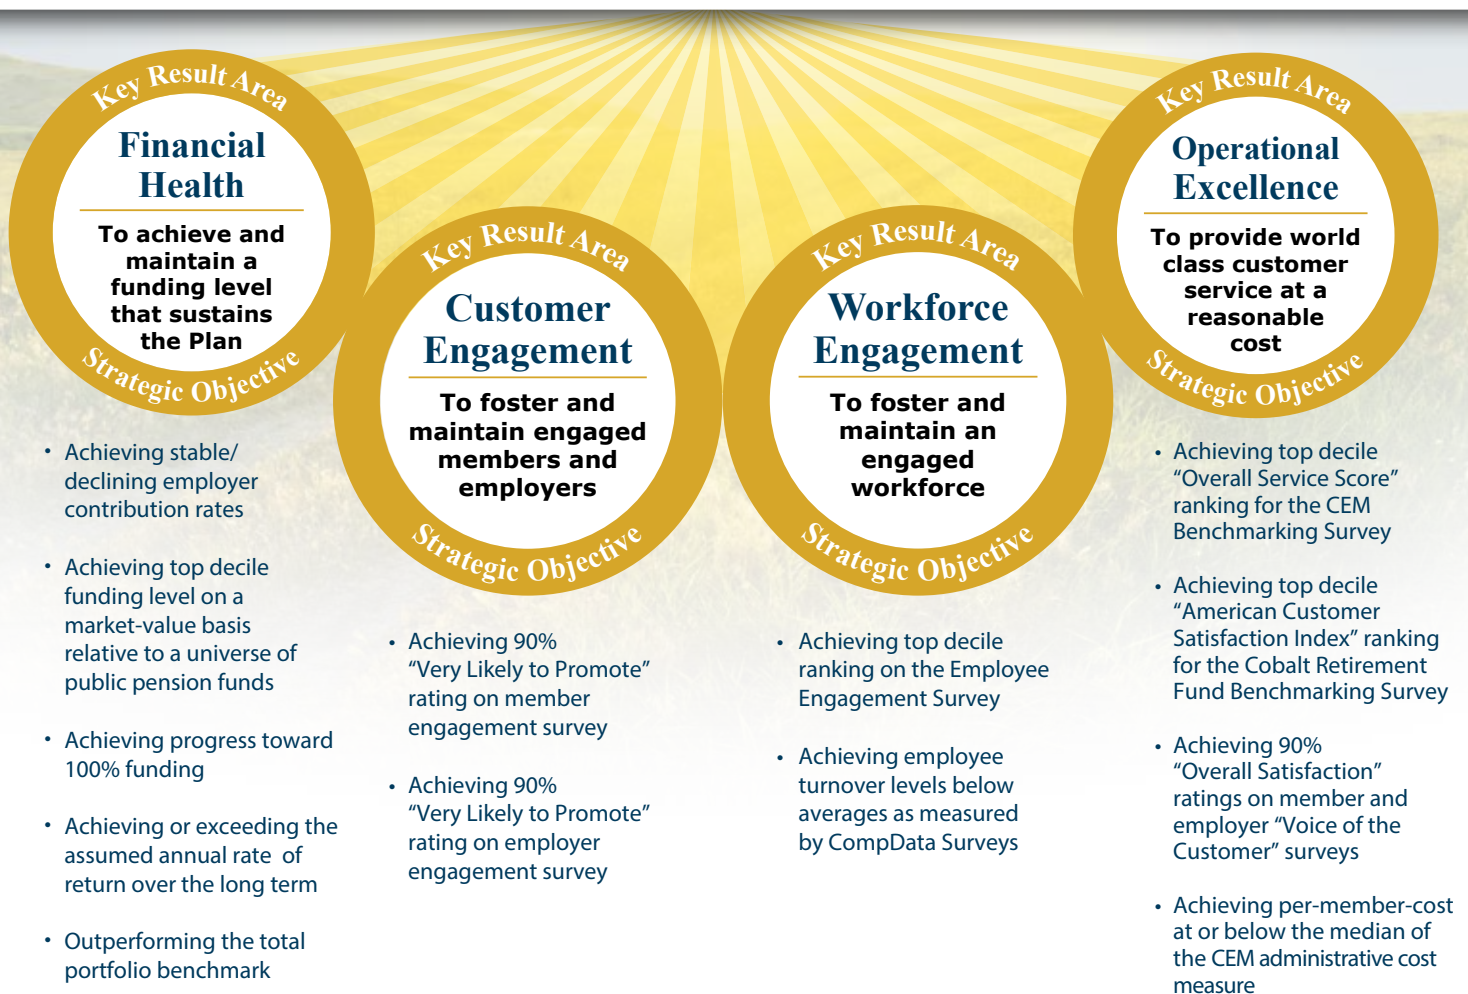 Key Result Area
Financial
Health
To achieve and
maintain a
funding level
that sustains
the Plan
Strategic Objective
• Achieving stable/
declining employer
contribution rates
• Achieving top decile
funding level on a
market-value basis
relative to a universe of
public pension funds
• Achieving progress toward
100% funding
• Achieving or exceeding the
assumed annual rate of
return over the long term
• Outperforming the total
portfolio benchmark
Key Result Area
Customer
Engagement
To foster and
maintain engaged
members and
employers
Strategic Objective
• Achieving 90%
“Very Likely to Promote”
rating on member
engagement survey
• Achieving 90%
“Very Likely to Promote”
rating on employer
engagement survey
Key Result Area
Workforce
Engagement
To foster and
maintain an
engaged
workforce
Strategic Objective
• Achieving top decile
ranking on the Employee
Engagement Survey
• Achieving employee
turnover levels below
averages as measured
by CompData Surveys
Key Result Area
Operational
Excellence
To provide world
class customer
service at a
reasonable
cost
Strategic Objective
• Achieving top decile
“Overall Service Score”
ranking for the CEM
Benchmarking Survey
• Achieving top decile
“American Customer
Satisfaction Index” ranking
for the Cobalt Retirement
Fund Benchmarking Survey
• Achieving 90%
“Overall Satisfaction”
ratings on member and
employer “Voice of the
Customer” surveys
• Achieving per-member-cost
at or below the median of
the CEM administrative cost
measure